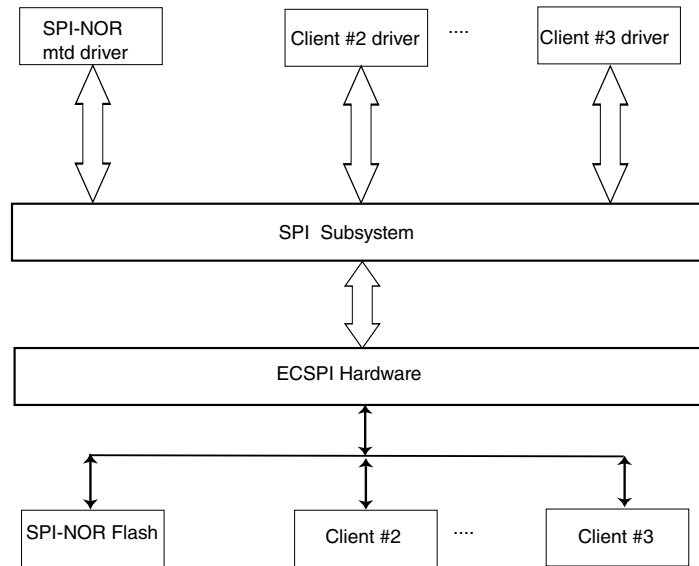 SPI-NOR
mtd driver
Client #2 driver
....
Client #3 driver
SPI Subsystem
ECSPI Hardware
SPI-NOR Flash
Client #2
....
Client #3